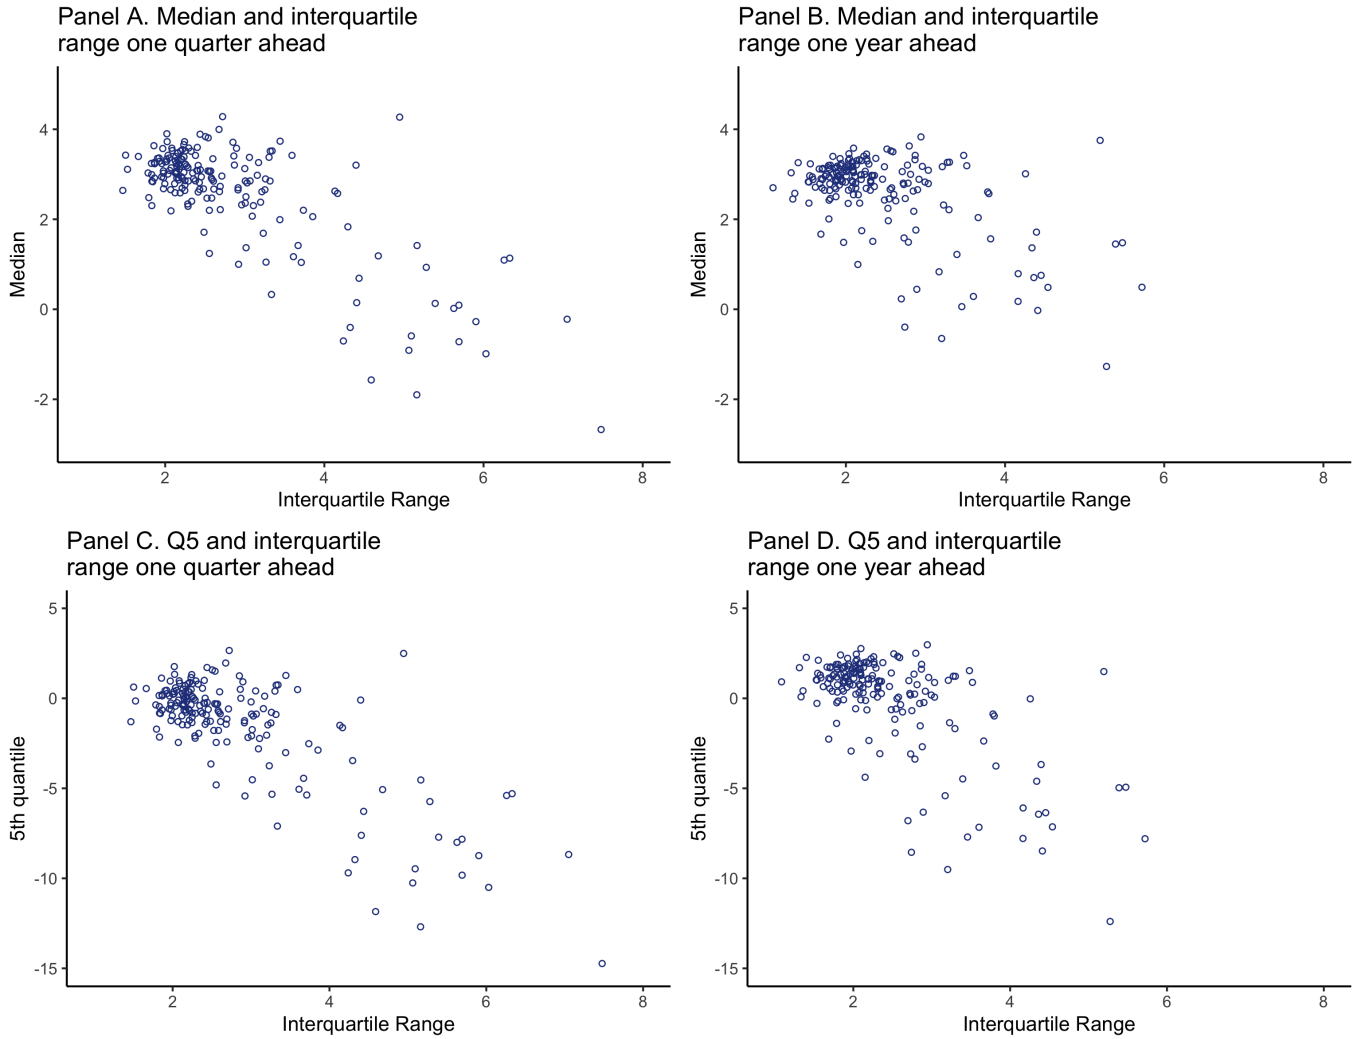 Panel A. Median and interquartile
range one quarter ahead
4
2
0
-2
Median
2 4 6 8
Interquartile Range
Panel B. Median and interquartile
range one year ahead
4
2
0
-2
Median
2 4 6 8
Interquartile Range
Panel C. Q5 and interquartile
range one quarter ahead
5
0
-5
-10
-15
5th quantile
2 4 6 8
Interquartile Range
Panel D. Q5 and interquartile
range one year ahead
5
0
-5
-10
-15
5th quantile
2 4 6 8
Interquartile Range